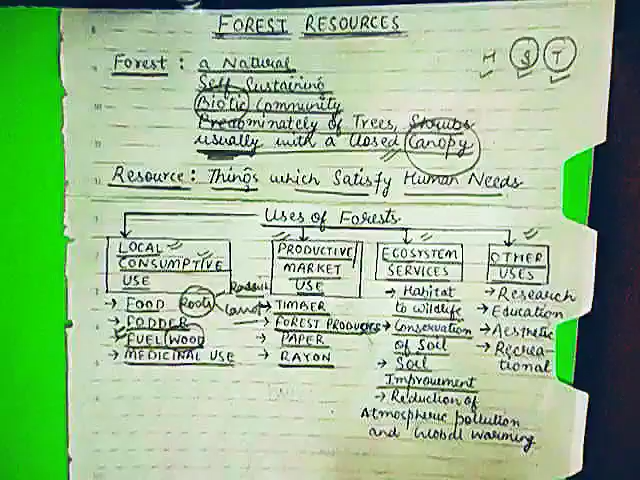 FOREST RESOURCES
Forest : a Natural
H S T
Self Sustaining
Biotic Community
Predominately of Trees, Shrubs
usually with a Closed Canopy
Resource : Things which Satisfy Human Needs
Uses of Forests
LOCAL
CONSUMPTIVE
USE
→ FOOD Roots
Carrot
→ FODDER
→ FUEL WOOD
→ MEDICINAL USE
PRODUCTIVE/
MARKET
USE
→ TIMBER
→ FOREST PRODUCES
→ PAPER
→ RAYON
ECOSYSTEM
SERVICES
→ Habitat
to wildlife
→ Conservation
of Soil
→ Soil
Improvement
→ Reduction of
Atmospheric pollution
and Global warming
OTHER
USES
→ Research
→ Education
→ Aesthetic
→ Recrea-
tional